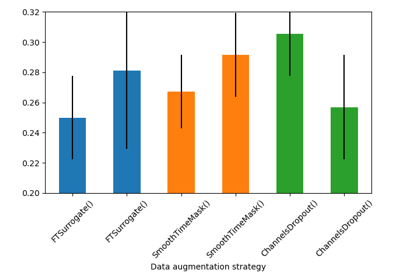 0.32
0.30
0.28
0.26
0.24
0.22
0.20
FTSurrogate()
FTSurrogate()
SmoothTimeMask()
SmoothTimeMask()
ChannelsDropout()
ChannelsDropout()
Data augmentation strategy